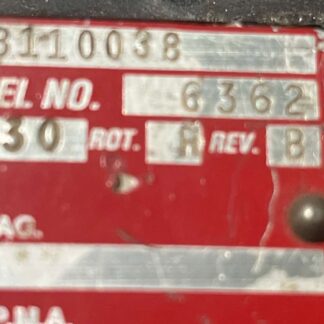 3110038
EL NO. 6362
30 ROT. R REV. B
AG.
P.N.A.